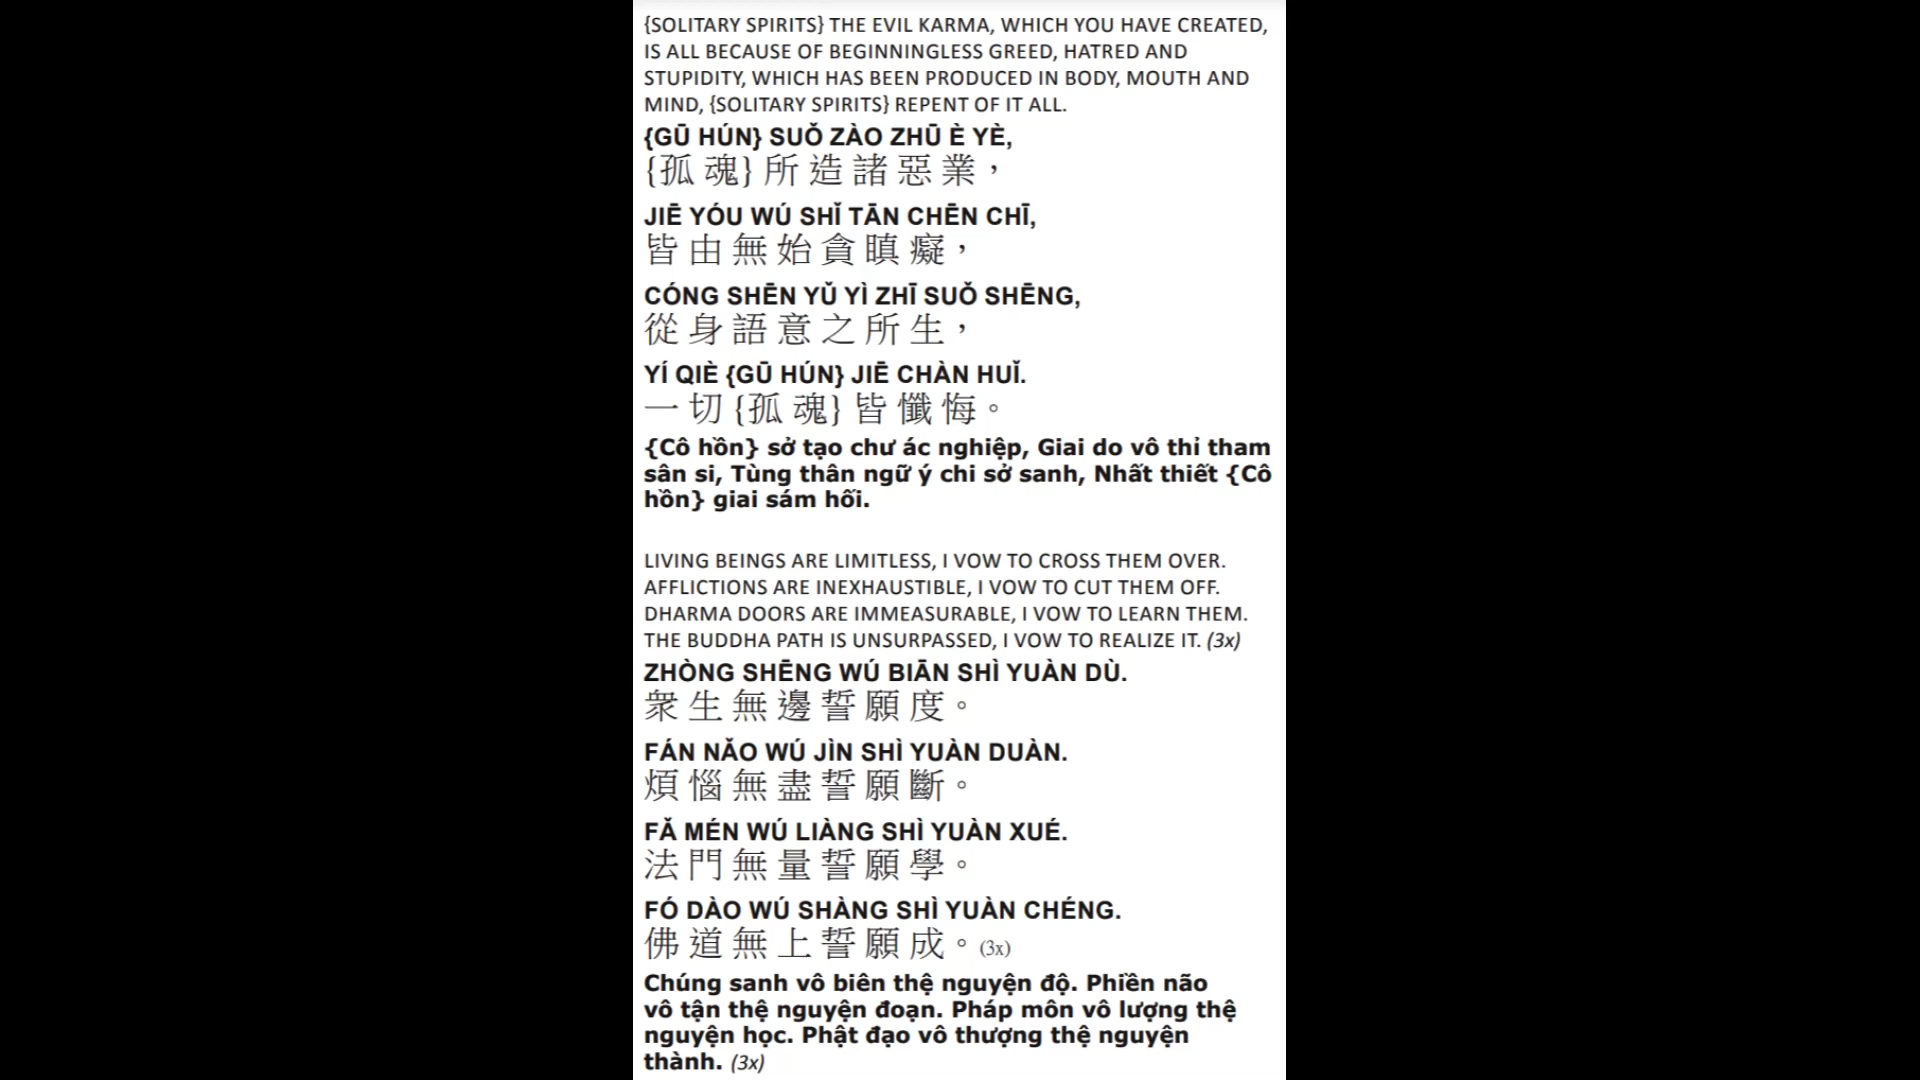 {SOLITARY SPIRITS} THE EVIL KARMA, WHICH YOU HAVE CREATED,
IS ALL BECAUSE OF BEGINNINGLESS GREED, HATRED AND
STUPIDITY, WHICH HAS BEEN PRODUCED IN BODY, MOUTH AND
MIND, {SOLITARY SPIRITS} REPENT OF IT ALL.
{GŪ HÚN} SUǑ ZÀO ZHŪ È YÈ,
{孤 魂} 所 造 諸 惡 業，
JIĒ YÓU WÚ SHǏ TĀN CHĒN CHĪ,
皆 由 無 始 貪 瞋 癡，
CÓNG SHĒN YǓ YÌ ZHĪ SUǑ SHĒNG,
從 身 語 意 之 所 生，
YÍ QIÈ {GŪ HÚN} JIĒ CHÀN HUǏ.
一 切 {孤 魂} 皆 懺 悔。
{Cô hồn} sở tạo chư ác nghiệp, Giai do vô thỉ tham
sân si, Tùng thân ngữ ý chi sở sanh, Nhất thiết {Cô
hồn} giai sám hối.
LIVING BEINGS ARE LIMITLESS, I VOW TO CROSS THEM OVER.
AFFLICTIONS ARE INEXHAUSTIBLE, I VOW TO CUT THEM OFF.
DHARMA DOORS ARE IMMEASURABLE, I VOW TO LEARN THEM.
THE BUDDHA PATH IS UNSURPASSED, I VOW TO REALIZE IT. (3x)
ZHÒNG SHĒNG WÚ BIĀN SHÌ YUÀN DÙ.
衆 生 無 邊 誓 願 度。
FÁN NǍO WÚ JÌN SHÌ YUÀN DUÀN.
煩 惱 無 盡 誓 願 斷。
FǍ MÉN WÚ LIÀNG SHÌ YUÀN XUÉ.
法 門 無 量 誓 願 學。
FÓ DÀO WÚ SHÀNG SHÌ YUÀN CHÉNG.
佛 道 無 上 誓 願 成。(3x)
Chúng sanh vô biên thệ nguyện độ. Phiền não
vô tận thệ nguyện đoạn. Pháp môn vô lượng thệ
nguyện học. Phật đạo vô thượng thệ nguyện
thành. (3x)